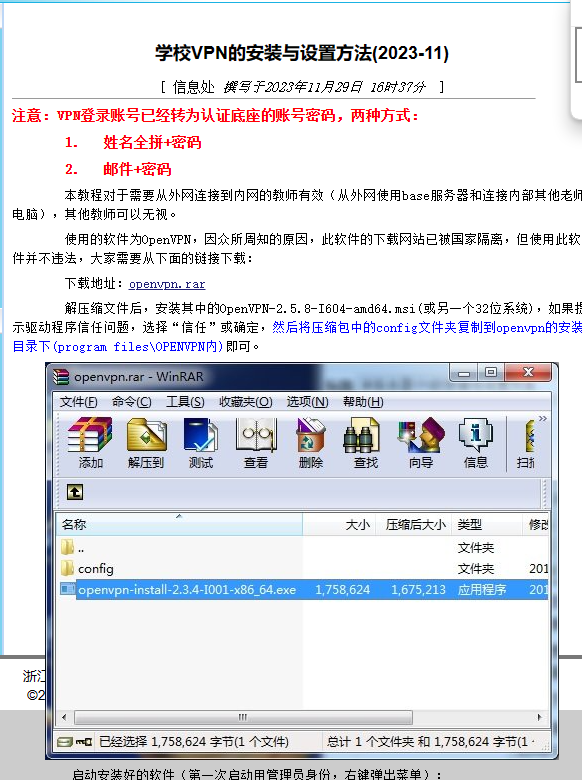 学校VPN的安装与设置方法(2023-11)
[ 信息处 撰写于2023年11月29日 16时37分 ]
注意：VPN登录账号已经转为认证底座的账号密码，两种方式：
1. 姓名全拼+密码
2. 邮件+密码
本教程对于需要从外网连接到内网的教师有效（从外网使用base服务器和连接内部其他老师
电脑），其他教师可以无视。
使用的软件为OpenVPN，因众所周知的原因，此软件的下载网站已被国家隔离，但使用此软
件并不违法，大家需要从下面的链接下载：
下载地址：openvpn.rar
解压缩文件后，安装其中的OpenVPN-2.5.8-I604-amd64.msi(或另一个32位系统)，如果提
示驱动程序信任问题，选择“信任”或确定，然后将压缩包中的config文件夹复制到openvpn的安装
目录下(program files\OPENVPN内)即可。
openvpn.rar - WinRAR
文件(F) 命令(C) 工具(S) 收藏夹(O) 选项(N) 帮助(H)
添加 解压到 测试 查看 删除 查找 向导 信息 扫描
名称 大小 压缩后大小 类型 修改
.. 文件夹
config 文件夹 201
openvpn-install-2.3.4-I001-x86_64.exe 1,758,624 1,675,213 应用程序 201
浙江
©2
已经选择 1,758,624 字节(1 个文件) 总计 1 个文件夹 和 1,758,624 字节(1
启动安装好的软件（第一次启动用管理员身份，右键弹出菜单）：